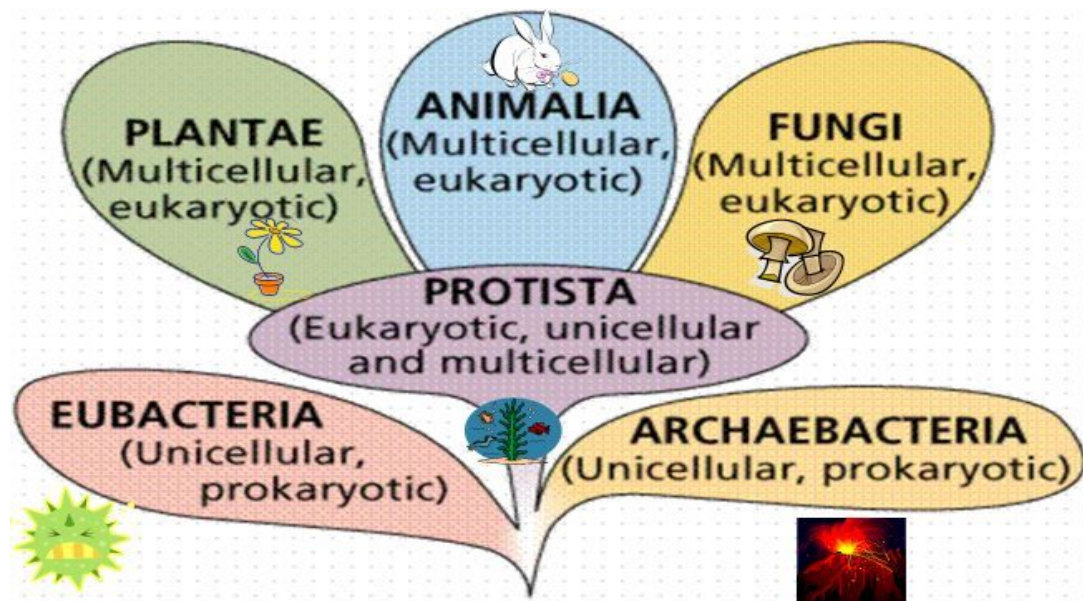 PLANTAE
(Multicellular,
eukaryotic)
ANIMALIA
(Multicellular,
eukaryotic)
FUNGI
(Multicellular,
eukaryotic)
PROTISTA
(Eukaryotic, unicellular
and multicellular)
EUBACTERIA
(Unicellular,
prokaryotic)
ARCHAEBACTERIA
(Unicellular, prokaryotic)